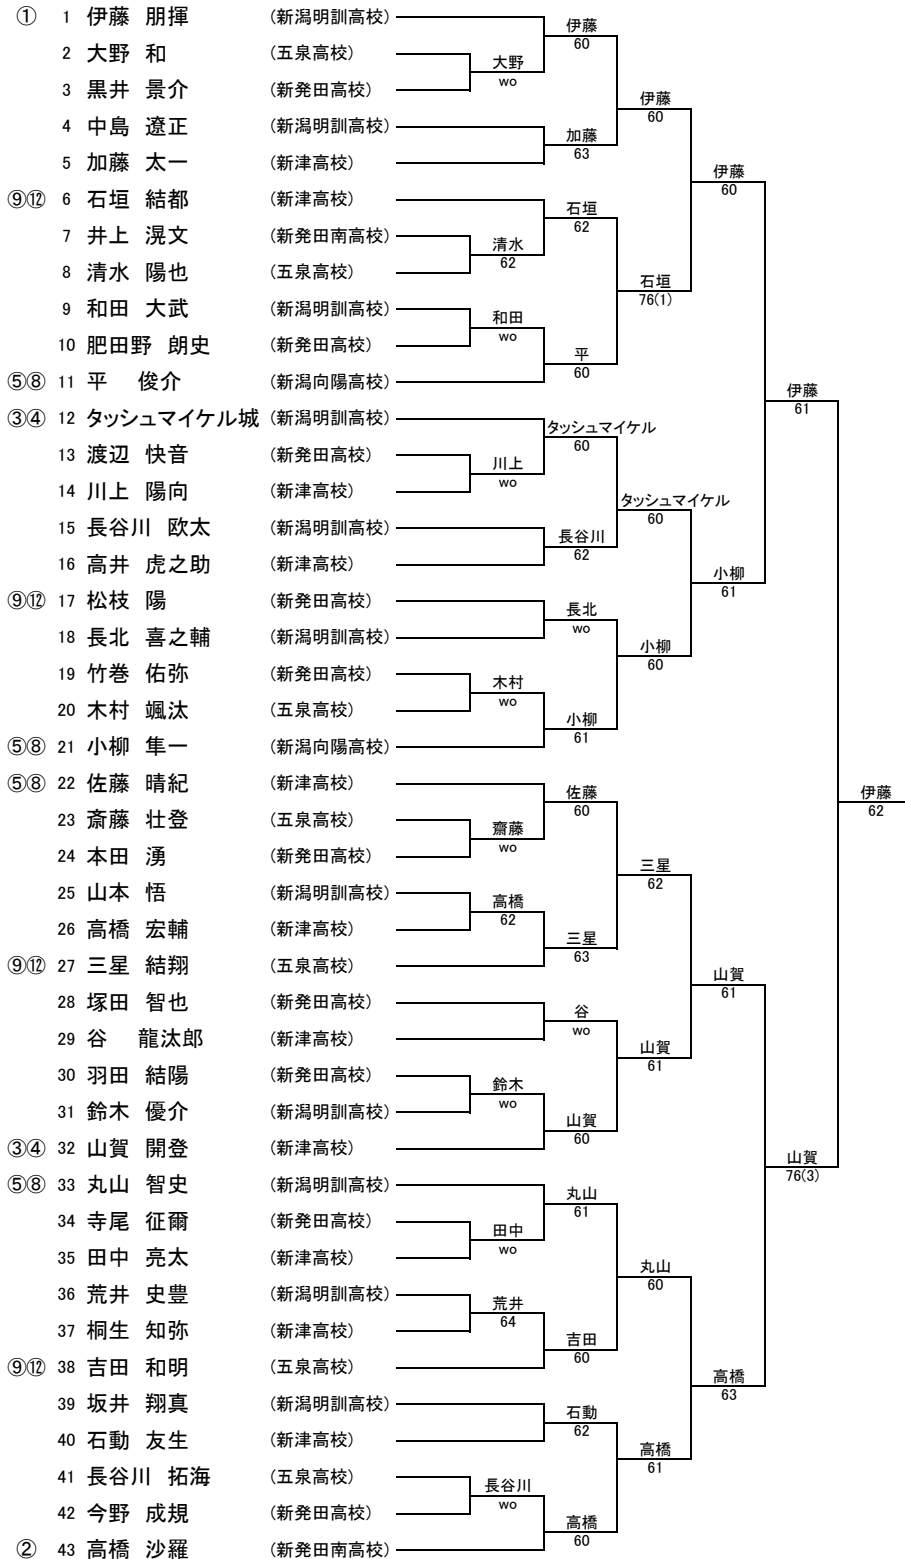 ① 1 伊藤 朋揮 (新潟明訓高校)
2 大野 和 (五泉高校)
3 黒井 景介 (新発田高校)
4 中島 遼正 (新潟明訓高校)
5 加藤 太一 (新津高校)
⑨⑫ 6 石垣 結都 (新津高校)
7 井上 滉文 (新発田南高校)
8 清水 陽也 (五泉高校)
9 和田 大武 (新潟明訓高校)
10 肥田野 朗史 (新発田高校)
⑤⑧ 11 平 俊介 (新潟向陽高校)
③④ 12 タッシュマイケル城 (新潟明訓高校)
13 渡辺 快音 (新発田高校)
14 川上 陽向 (新津高校)
15 長谷川 欧太 (新潟明訓高校)
16 高井 虎之助 (新津高校)
⑨⑫ 17 松枝 陽 (新発田高校)
18 長北 喜之輔 (新潟明訓高校)
19 竹巻 佑弥 (新発田高校)
20 木村 颯汰 (五泉高校)
⑤⑧ 21 小柳 隼一 (新潟向陽高校)
⑤⑧ 22 佐藤 晴紀 (新津高校)
23 斎藤 壮登 (五泉高校)
24 本田 湧 (新発田高校)
25 山本 悟 (新潟明訓高校)
26 高橋 宏輔 (新津高校)
⑨⑫ 27 三星 結翔 (五泉高校)
28 塚田 智也 (新発田高校)
29 谷 龍汰郎 (新津高校)
30 羽田 結陽 (新発田高校)
31 鈴木 優介 (新潟明訓高校)
③④ 32 山賀 開登 (新津高校)
⑤⑧ 33 丸山 智史 (新潟明訓高校)
34 寺尾 征爾 (新発田高校)
35 田中 亮太 (新津高校)
36 荒井 史豊 (新潟明訓高校)
37 桐生 知弥 (新津高校)
⑨⑫ 38 吉田 和明 (五泉高校)
39 坂井 翔真 (新潟明訓高校)
40 石動 友生 (新津高校)
41 長谷川 拓海 (五泉高校)
42 今野 成規 (新発田高校)
② 43 高橋 沙羅 (新発田南高校)
大野
wo
清水
62
和田
wo
川上
wo
木村
wo
齋藤
wo
高橋
62
鈴木
wo
田中
wo
荒井
64
長谷川
wo
伊藤
60
加藤
63
石垣
62
平
60
タッシュマイケル
60
長谷川
62
長北
wo
小柳
61
佐藤
60
三星
63
谷
wo
山賀
60
丸山
61
吉田
60
石動
62
高橋
60
伊藤
60
石垣
76(1)
タッシュマイケル
60
小柳
60
三星
62
山賀
61
丸山
60
高橋
61
伊藤
60
小柳
61
山賀
61
高橋
63
伊藤
61
山賀
76(3)
伊藤
62